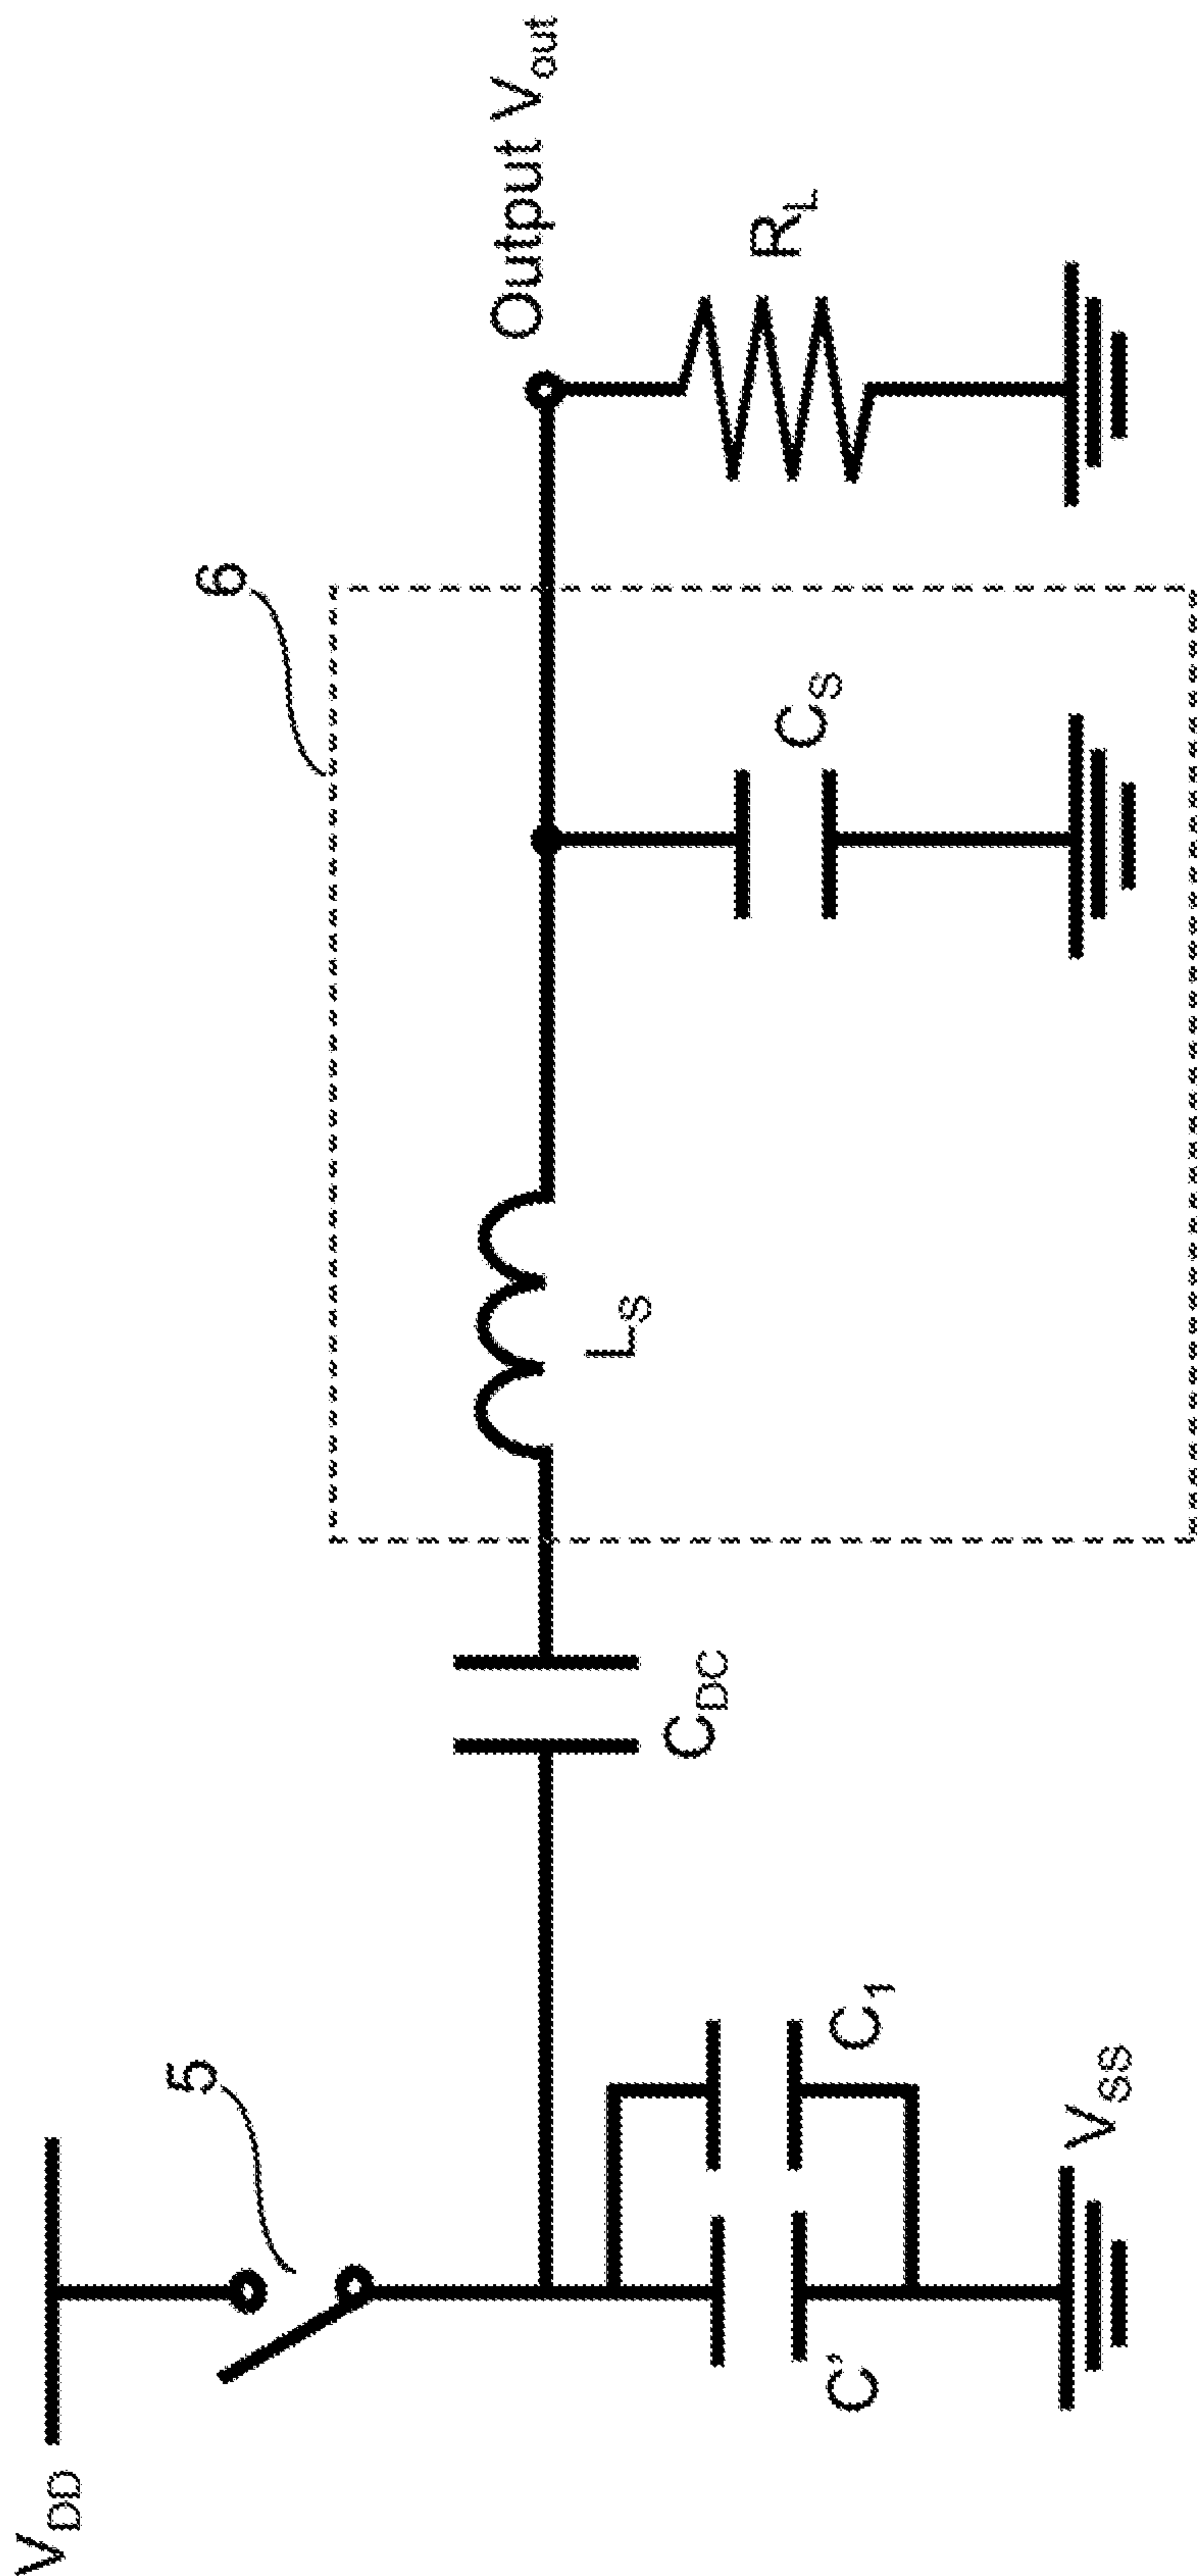 V_DD
5
6
Output V_out
C_DC
L_S
C_S
R_L
C'
C_1
V_SS